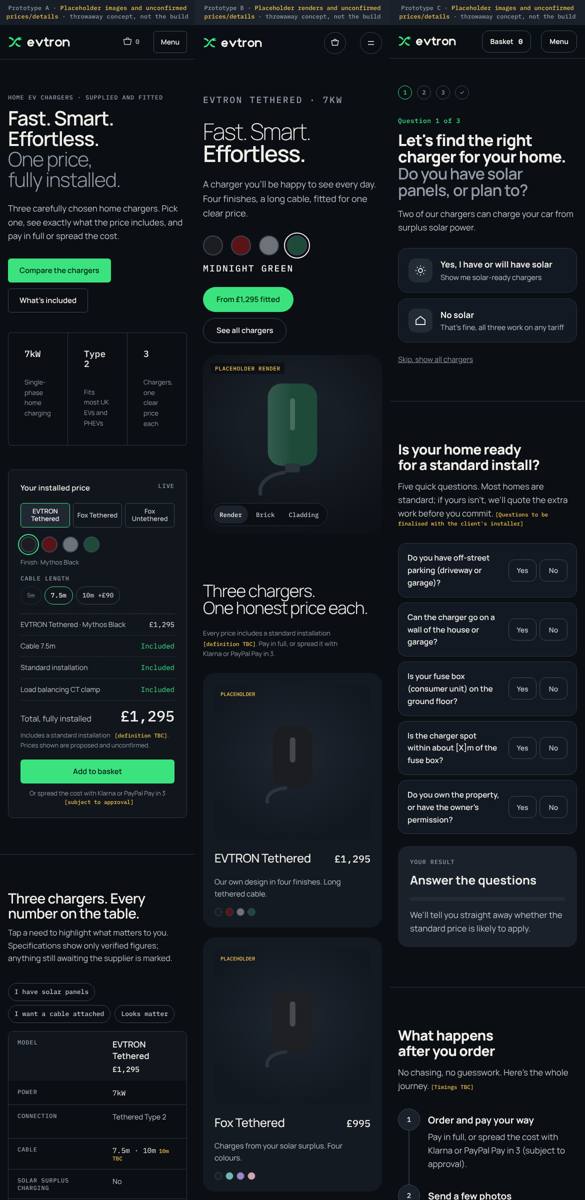 Prototype A · Placeholder images and unconfirmed
prices/details · throwaway concept, not the build
evtron
0
Menu
HOME EV CHARGERS · SUPPLIED AND FITTED
Fast. Smart.
Effortless.
One price,
fully installed.
Three carefully chosen home chargers. Pick
one, see exactly what the price includes, and
pay in full or spread the cost.
Compare the chargers
What's included
7kW
Single-
phase
home
charging
Type
2
Fits
most UK
EVs and
PHEVs
3
Chargers,
one
clear
price
each
Your installed price
LIVE
EVTRON
Tethered
Fox Tethered
Fox
Untethered
Finish: Mythos Black
CABLE LENGTH
5m
7.5m
10m +£90
EVTRON Tethered · Mythos Black £1,295
Cable 7.5m Included
Standard installation Included
Load balancing CT clamp Included
Total, fully installed £1,295
Includes a standard installation [definition TBC].
Prices shown are proposed and unconfirmed.
Add to basket
Or spread the cost with Klarna or PayPal Pay in 3
[subject to approval]
Three chargers. Every
number on the table.
Tap a need to highlight what matters to you.
Specifications show only verified figures;
anything still awaiting the supplier is marked.
I have solar panels
I want a cable attached
Looks matter
MODEL
EVTRON
Tethered
£1,295
POWER 7kW
CONNECTION Tethered Type 2
CABLE 7.5m · 10m 10m
TBC
SOLAR SURPLUS
CHARGING
No
Prototype B · Placeholder renders and unconfirmed
prices/details · throwaway concept, not the build
evtron
EVTRON TETHERED · 7KW
Fast. Smart.
Effortless.
A charger you'll be happy to see every day.
Four finishes, a long cable, fitted for one
clear price.
MIDNIGHT GREEN
From £1,295 fitted
See all chargers
PLACEHOLDER RENDER
Render
Brick
Cladding
Three chargers.
One honest price each.
Every price includes a standard installation
[definition TBC]. Pay in full, or spread it with
Klarna or PayPal Pay in 3.
PLACEHOLDER
EVTRON Tethered £1,295
Our own design in four finishes. Long
tethered cable.
PLACEHOLDER
Fox Tethered £995
Charges from your solar surplus. Four
colours.
Prototype C · Placeholder images and unconfirmed
prices/details · throwaway concept, not the build
evtron
Basket 0
Menu
1
2
3
✓
Question 1 of 3
Let's find the right
charger for your home.
Do you have solar
panels, or plan to?
Two of our chargers can charge your car from
surplus solar power.
Yes, I have or will have solar
Show me solar-ready chargers
No solar
That's fine, all three work on any tariff
Skip, show all chargers
Is your home ready
for a standard install?
Five quick questions. Most homes are
standard; if yours isn't, we'll quote the extra
work before you commit. [Questions to be
finalised with the client's installer]
Do you have off-street
parking (driveway or
garage)?
Yes
No
Can the charger go on a
wall of the house or
garage?
Yes
No
Is your fuse box
(consumer unit) on the
ground floor?
Yes
No
Is the charger spot
within about [X]m of the
fuse box?
Yes
No
Do you own the property,
or have the owner's
permission?
Yes
No
YOUR RESULT
Answer the questions
We'll tell you straight away whether the
standard price is likely to apply.
What happens
after you order
No chasing, no guesswork. Here's the whole
journey. [Timings TBC]
1
Order and pay your way
Pay in full, or spread the cost with
Klarna or PayPal Pay in 3 (subject to
approval).
2
Send a few photos